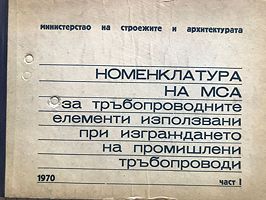 министерство на строежите и архитектурата
НОМЕНКЛАТУРА
НА МСА
за тръбопроводните
елементи използвани
при изграждането
на промишлени
тръбопроводи
1970 част I